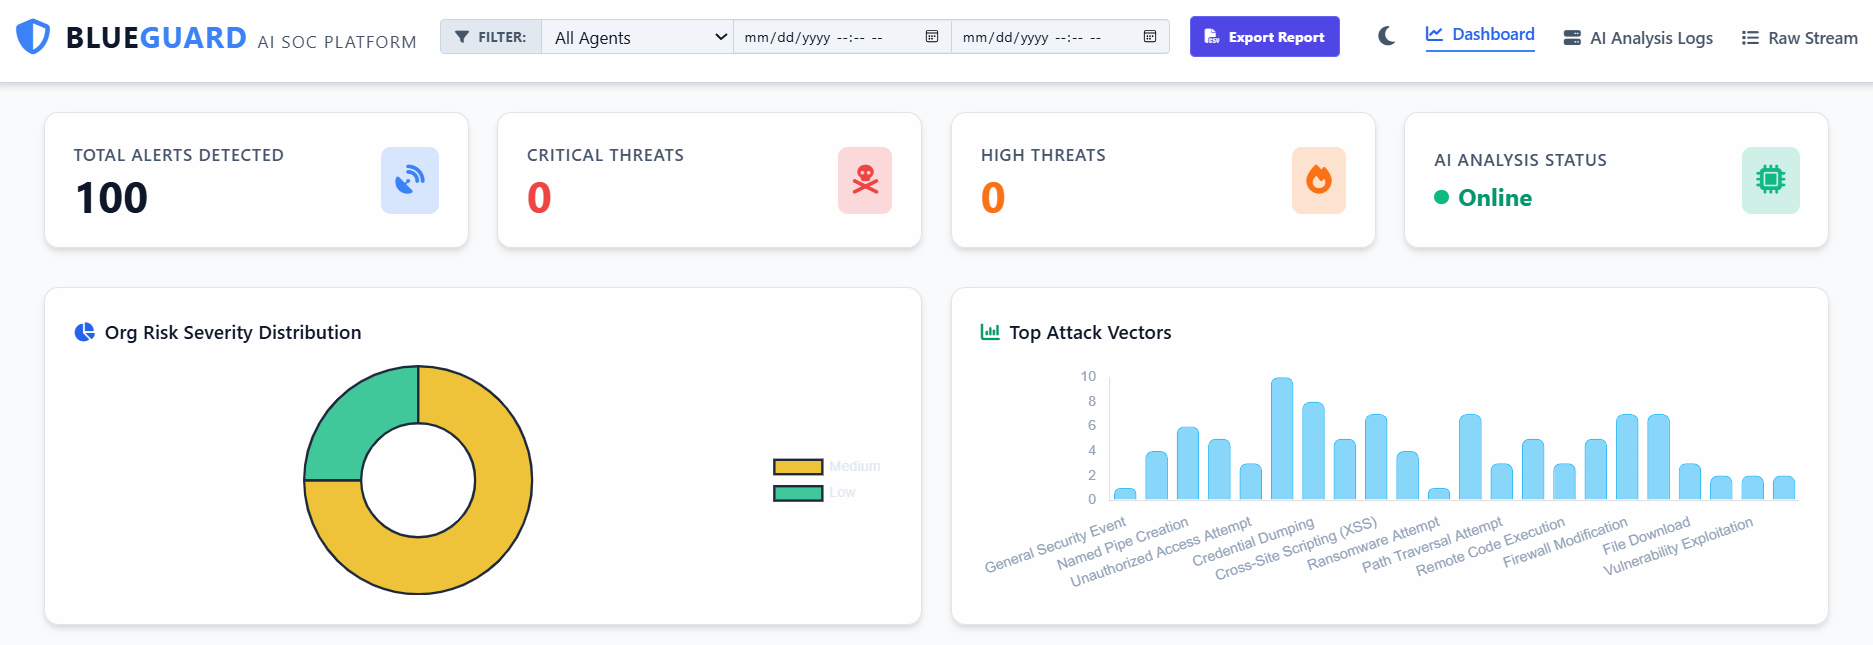 BLUEGUARD AI SOC PLATFORM
FILTER:
All Agents
mm/dd/yyyy --:-- --
mm/dd/yyyy --:-- --
CSV
Export Report
Dashboard
AI Analysis Logs
Raw Stream
TOTAL ALERTS DETECTED
100
CRITICAL THREATS
0
HIGH THREATS
0
AI ANALYSIS STATUS
Online
Org Risk Severity Distribution
Medium
Low
Top Attack Vectors
10
8
6
4
2
0
General Security Event
Named Pipe Creation
Unauthorized Access Attempt
Credential Dumping
Cross-Site Scripting (XSS)
Ransomware Attempt
Path Traversal Attempt
Remote Code Execution
Firewall Modification
File Download
Vulnerability Exploitation